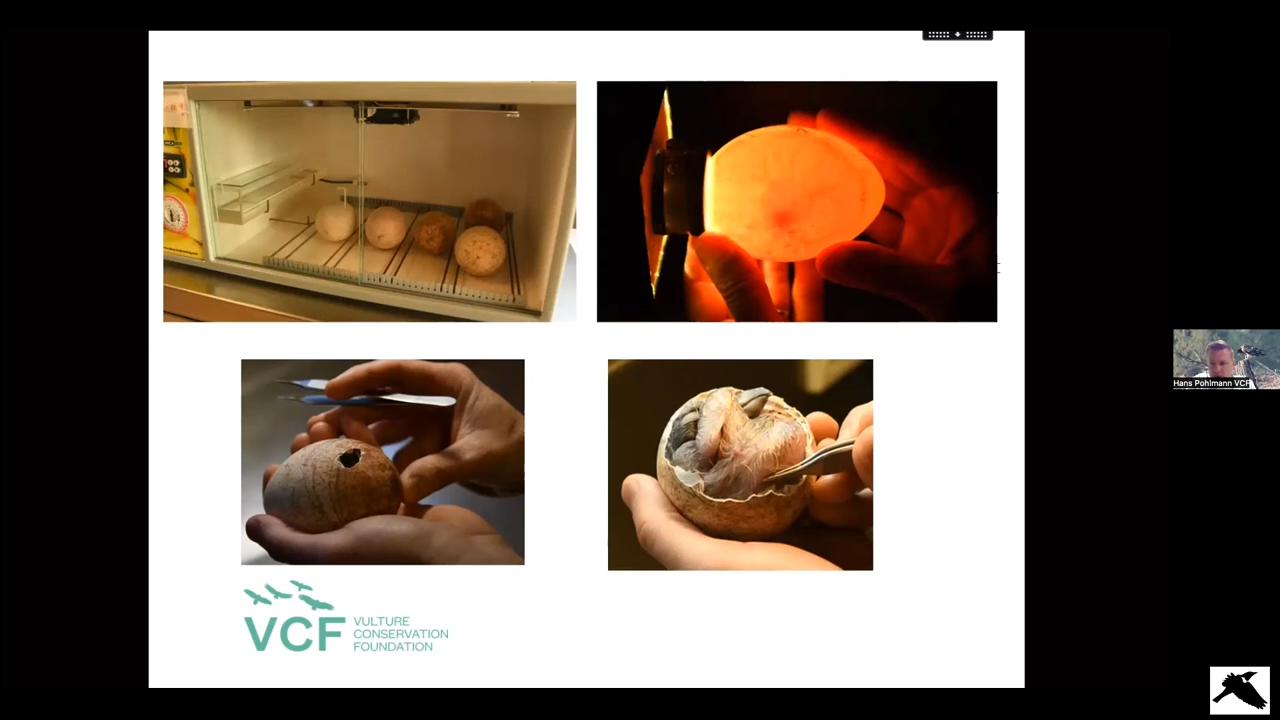 VCF
VULTURE
CONSERVATION
FOUNDATION
Hans Pohlmann VCF